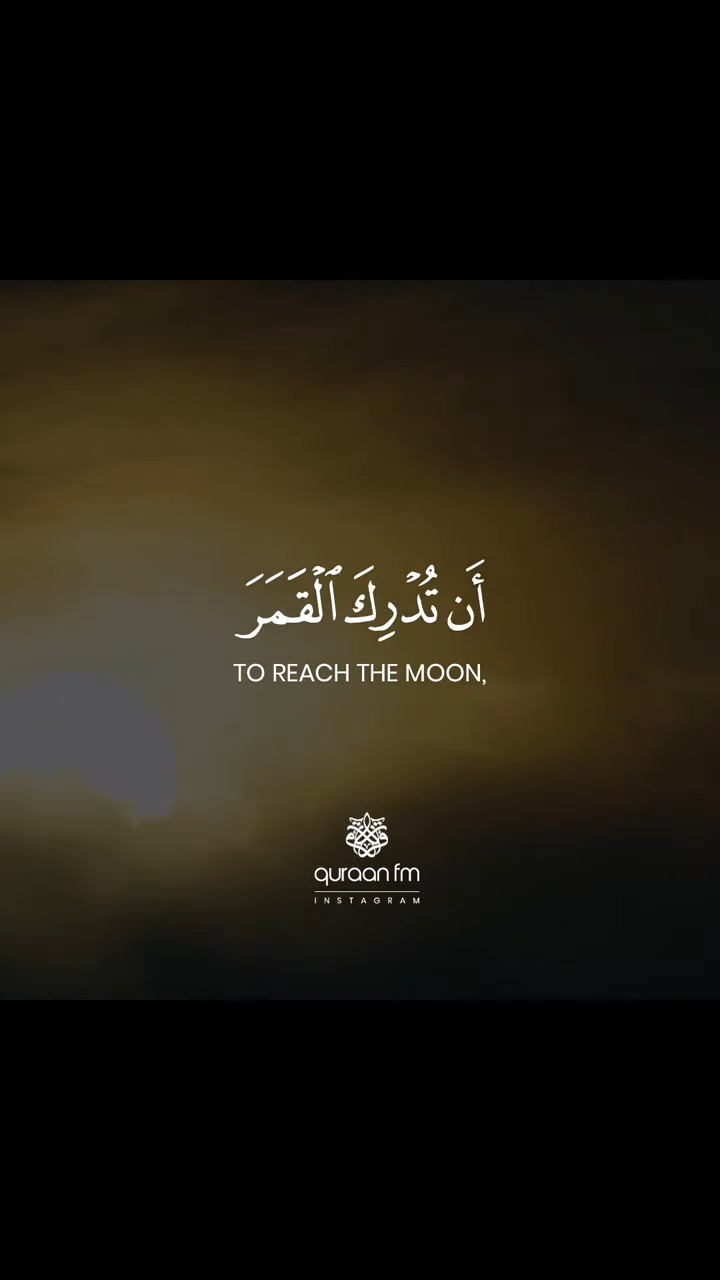 أَن تُدْرِكَ ٱلْقَمَرَ
TO REACH THE MOON,
quraan fm
INSTAGRAM